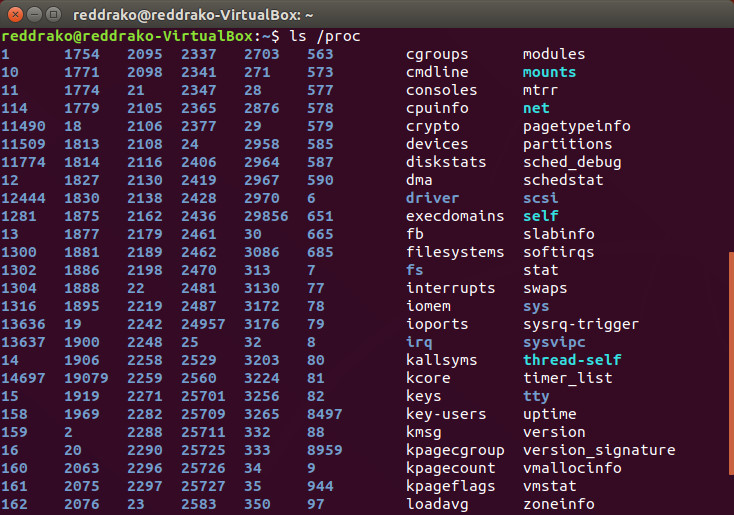 reddrako@reddrako-VirtualBox: ~
reddrako@reddrako-VirtualBox:~$ ls /proc
1 1754 2095 2337 2703 563 cgroups modules
10 1771 2098 2341 271 573 cmdline mounts
11 1774 21 2347 28 577 consoles mtrr
114 1779 2105 2365 2876 578 cpuinfo net
11490 18 2106 2377 29 579 crypto pagetypeinfo
11509 1813 2108 24 2958 585 devices partitions
11774 1814 2116 2406 2964 587 diskstats sched_debug
12 1827 2130 2419 2967 590 dma schedstat
12444 1830 2138 2428 2970 6 driver scsi
1281 1875 2162 2436 29856 651 execdomains self
13 1877 2179 2461 30 665 fb slabinfo
1300 1881 2189 2462 3086 685 filesystems softirqs
1302 1886 2198 2470 313 7 fs stat
1304 1888 22 2481 3130 77 interrupts swaps
1316 1895 2219 2487 3172 78 iomem sys
13636 19 2242 24957 3176 79 ioports sysrq-trigger
13637 1900 2248 25 32 8 irq sysvipc
14 1906 2258 2529 3203 80 kallsyms thread-self
14697 19079 2259 2560 3224 81 kcore timer_list
15 1919 2271 25701 3256 82 keys tty
158 1969 2282 25709 3265 8497 key-users uptime
159 2 2288 25711 332 88 kmsg version
16 20 2290 25725 333 8959 kpagecgroup version_signature
160 2063 2296 25726 34 9 kpagecount vmallocinfo
161 2075 2297 25727 35 944 kpageflags vmstat
162 2076 23 2583 350 97 loadavg zoneinfo